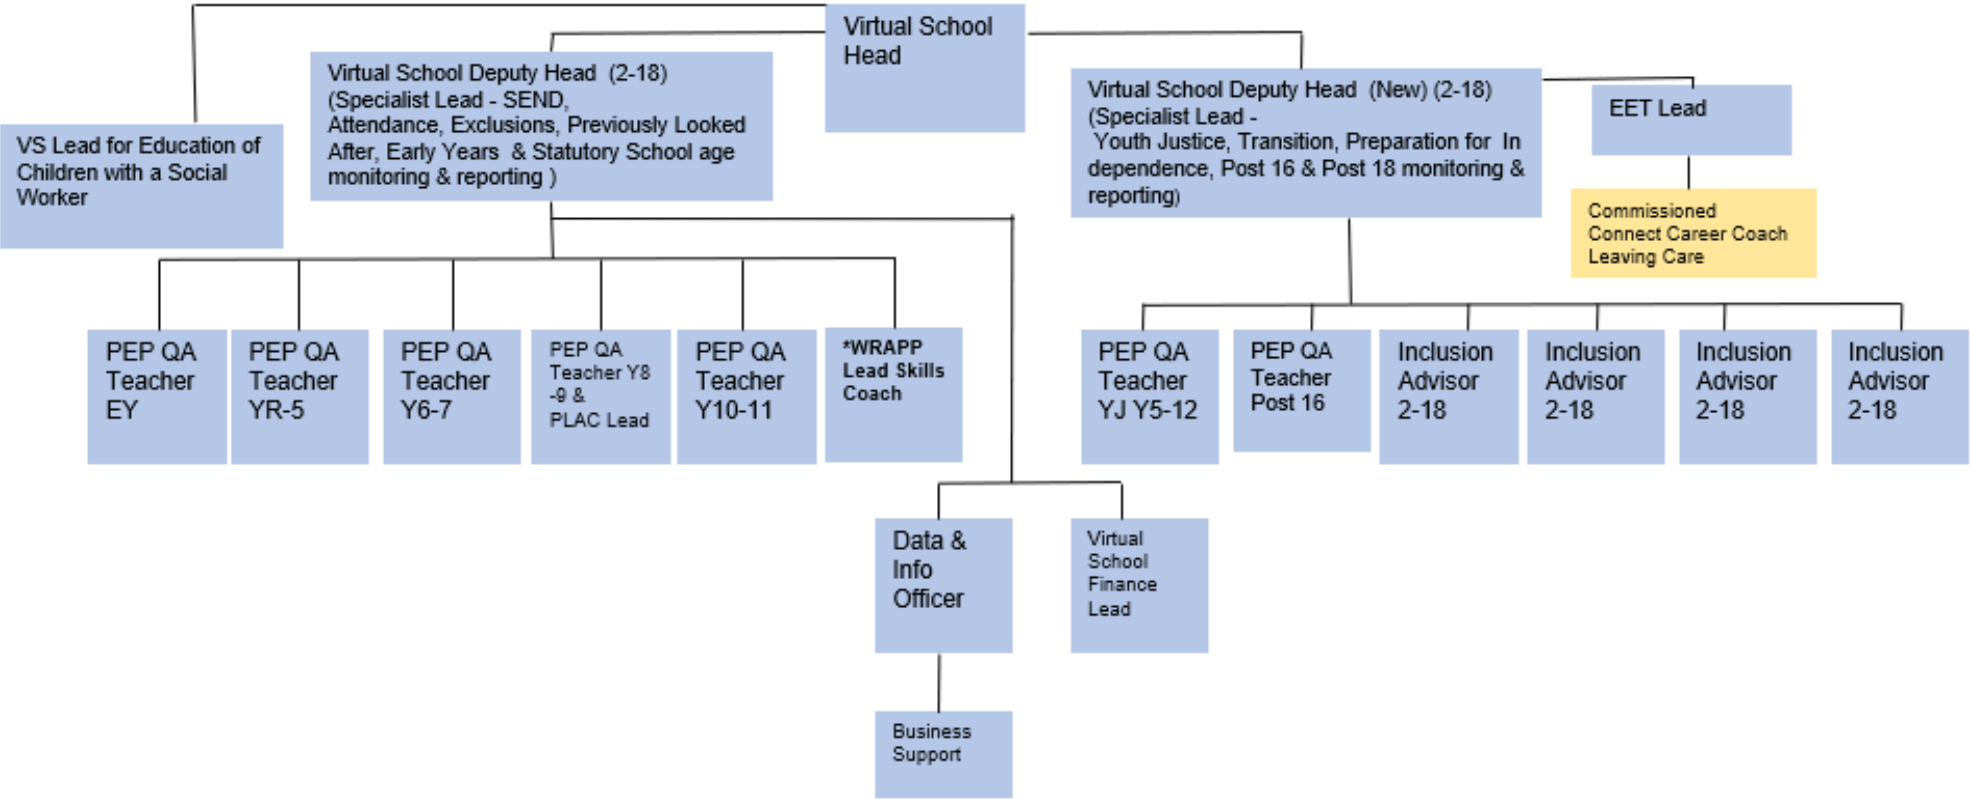 Virtual School
Head
VS Lead for Education of
Children with a Social
Worker
Virtual School Deputy Head (2-18)
(Specialist Lead - SEND,
Attendance, Exclusions, Previously Looked
After, Early Years & Statutory School age
monitoring & reporting )
Virtual School Deputy Head (New) (2-18)
(Specialist Lead -
Youth Justice, Transition, Preparation for In
dependence, Post 16 & Post 18 monitoring &
reporting)
EET Lead
Commissioned
Connect Career Coach
Leaving Care
PEP QA
Teacher
EY
PEP QA
Teacher
YR-5
PEP QA
Teacher
Y6-7
PEP QA
Teacher Y8
-9 &
PLAC Lead
PEP QA
Teacher
Y10-11
*WRAPP
Lead Skills
Coach
PEP QA
Teacher
YJ Y5-12
PEP QA
Teacher
Post 16
Inclusion
Advisor
2-18
Inclusion
Advisor
2-18
Inclusion
Advisor
2-18
Inclusion
Advisor
2-18
Data &
Info
Officer
Virtual
School
Finance
Lead
Business
Support